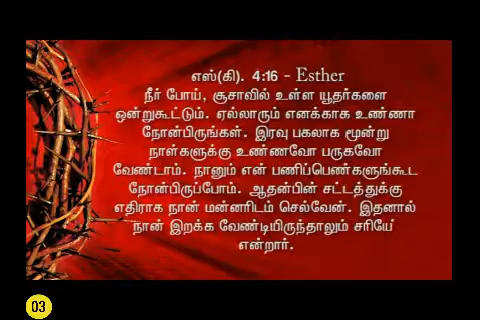 எஸ்(கி). 4:16 - Esther
நீர் போய், சூசாவில் உள்ள யூதர்களை
ஒன்றுகூட்டும். ஏல்லாரும் எனக்காக உண்ணா
நோன்பிருங்கள். இரவு பகலாக மூன்று
நாள்களுக்கு உண்ணவோ பருகவோ
வேண்டாம். நானும் என் பணிப்பெண்களுங்கூட
நோன்பிருப்போம். ஆதன்பின் சட்டத்துக்கு
எதிராக நான் மன்னரிடம் செல்வேன். இதனால்
நான் இறக்க வேண்டியிருந்தாலும் சரியே
என்றார்.
03